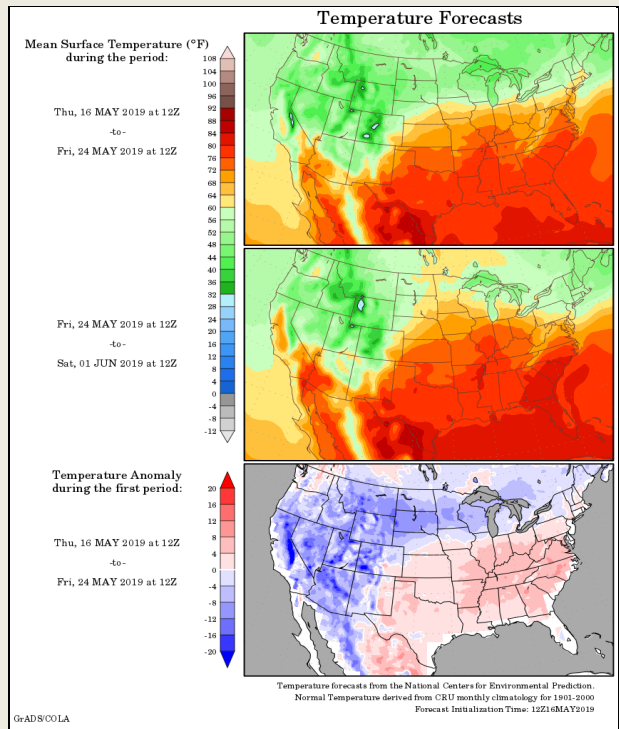 Temperature Forecasts
Mean Surface Temperature (°F)
during the period:
Thu, 16 MAY 2019 at 12Z
-to-
Fri, 24 MAY 2019 at 12Z
108
104
100
96
92
88
84
80
76
72
68
64
60
56
52
48
44
40
36
32
28
24
20
16
12
8
4
0
-4
-8
-12
Fri, 24 MAY 2019 at 12Z
-to-
Sat, 01 JUN 2019 at 12Z
Temperature Anomaly
during the first period:
Thu, 16 MAY 2019 at 12Z
-to-
Fri, 24 MAY 2019 at 12Z
20
16
12
8
4
0
-4
-8
-12
-16
-20
Temperature forecasts from the National Centers for Environmental Prediction.
Normal Temperature derived from CRU monthly climatology for 1901-2000
Forecast Initialization Time: 12Z16MAY2019
GrADS/COLA